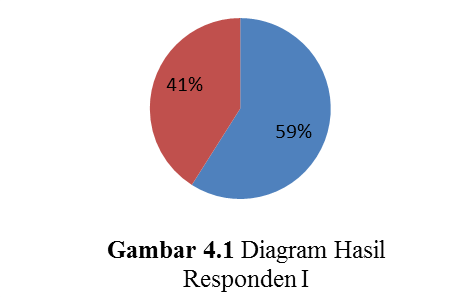 41%
59%
Gambar 4.1 Diagram Hasil
Responden I